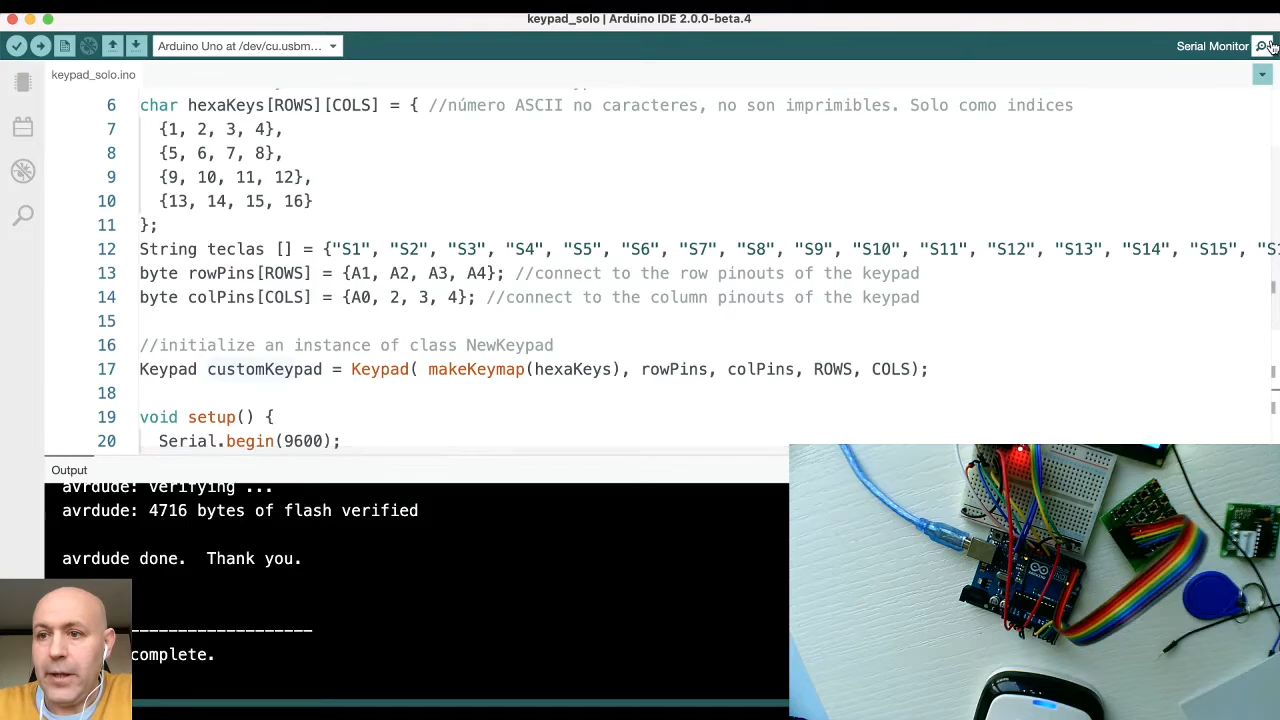 keypad_solo | Arduino IDE 2.0.0-beta.4
Arduino Uno at /dev/cu.usbm...
Serial Monitor
keypad_solo.ino
6 char hexaKeys[ROWS][COLS] = { //número ASCII no caracteres, no son imprimibles. Solo como indices
7 {1, 2, 3, 4},
8 {5, 6, 7, 8},
9 {9, 10, 11, 12},
10 {13, 14, 15, 16}
11 };
12 String teclas [] = {"S1", "S2", "S3", "S4", "S5", "S6", "S7", "S8", "S9", "S10", "S11", "S12", "S13", "S14", "S15",
13 byte rowPins[ROWS] = {A1, A2, A3, A4}; //connect to the row pinouts of the keypad
14 byte colPins[COLS] = {A0, 2, 3, 4}; //connect to the column pinouts of the keypad
15
16 //initialize an instance of class NewKeypad
17 Keypad customKeypad = Keypad( makeKeymap(hexaKeys), rowPins, colPins, ROWS, COLS);
18
19 void setup() {
20 Serial.begin(9600);
Output
avrdude: verifying ...
avrdude: 4716 bytes of flash verified
avrdude done. Thank you.
complete.